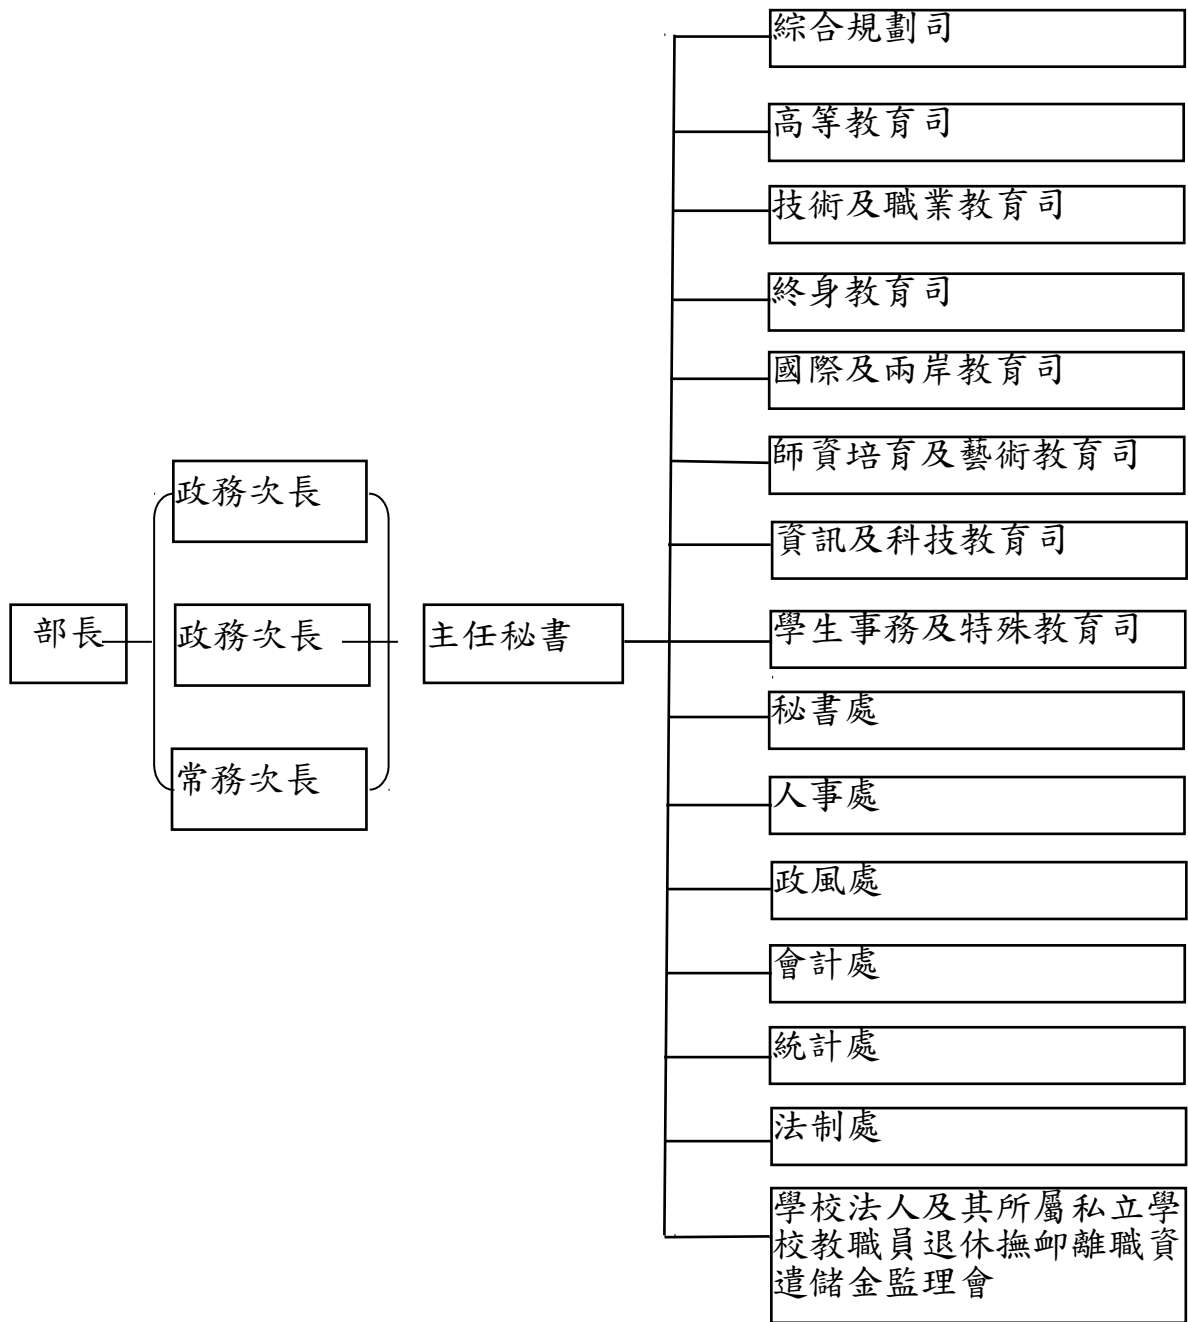 部長
政務次長
政務次長
常務次長
主任秘書
綜合規劃司
高等教育司
技術及職業教育司
終身教育司
國際及兩岸教育司
師資培育及藝術教育司
資訊及科技教育司
學生事務及特殊教育司
秘書處
人事處
政風處
會計處
統計處
法制處
學校法人及其所屬私立學
校教職員退休撫卹離職資
遣儲金監理會